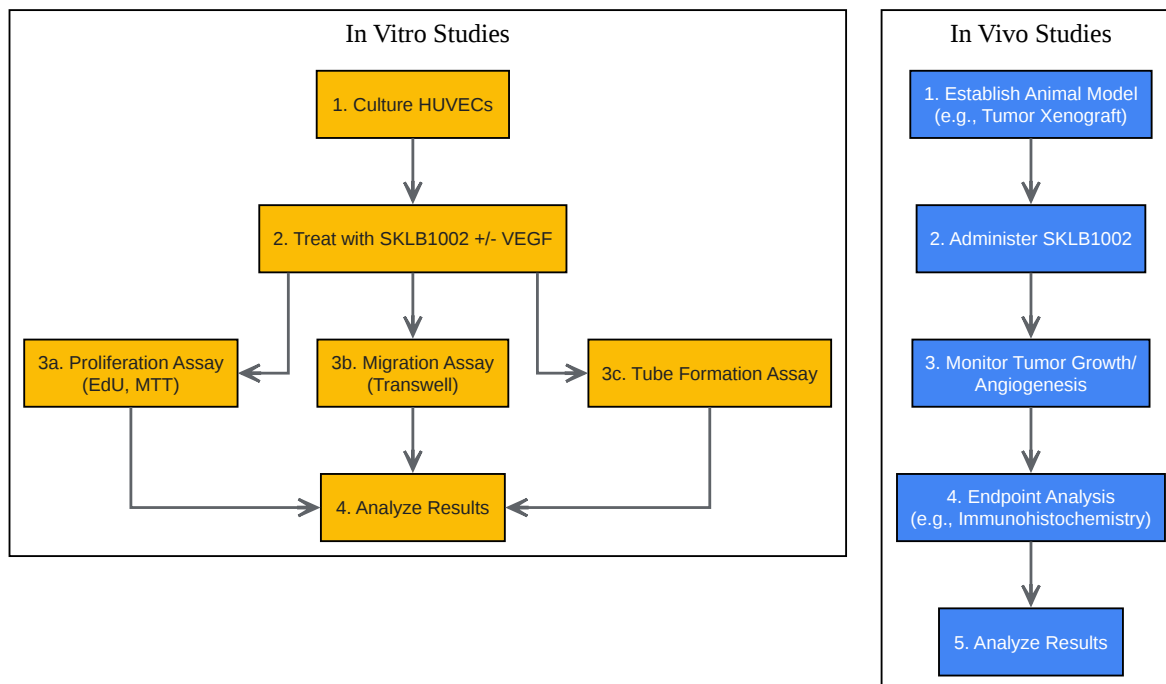 In Vitro Studies
1. Culture HUVECs
2. Treat with SKLB1002 +/- VEGF
3a. Proliferation Assay
(EdU, MTT)
3b. Migration Assay
(Transwell)
3c. Tube Formation Assay
4. Analyze Results
In Vivo Studies
1. Establish Animal Model
(e.g., Tumor Xenograft)
2. Administer SKLB1002
3. Monitor Tumor Growth/
Angiogenesis
4. Endpoint Analysis
(e.g., Immunohistochemistry)
5. Analyze Results